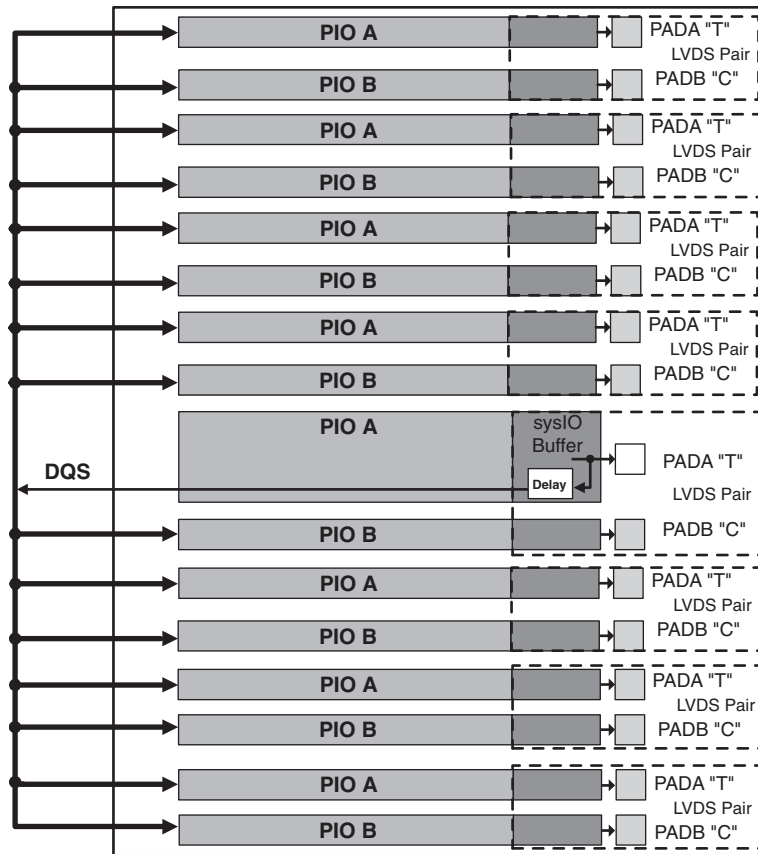 PIO A
PADA "T"
LVDS Pair
PIO B
PADB "C"
PIO A
PADA "T"
LVDS Pair
PIO B
PADB "C"
PIO A
PADA "T"
LVDS Pair
PIO B
PADB "C"
PIO A
PADA "T"
LVDS Pair
PIO B
PADB "C"
PIO A
sysIO
Buffer
PADA "T"
DQS
Delay
LVDS Pair
PIO B
PADB "C"
PIO A
PADA "T"
LVDS Pair
PIO B
PADB "C"
PIO A
PADA "T"
LVDS Pair
PIO B
PADB "C"
PIO A
PADA "T"
LVDS Pair
PIO B
PADB "C"